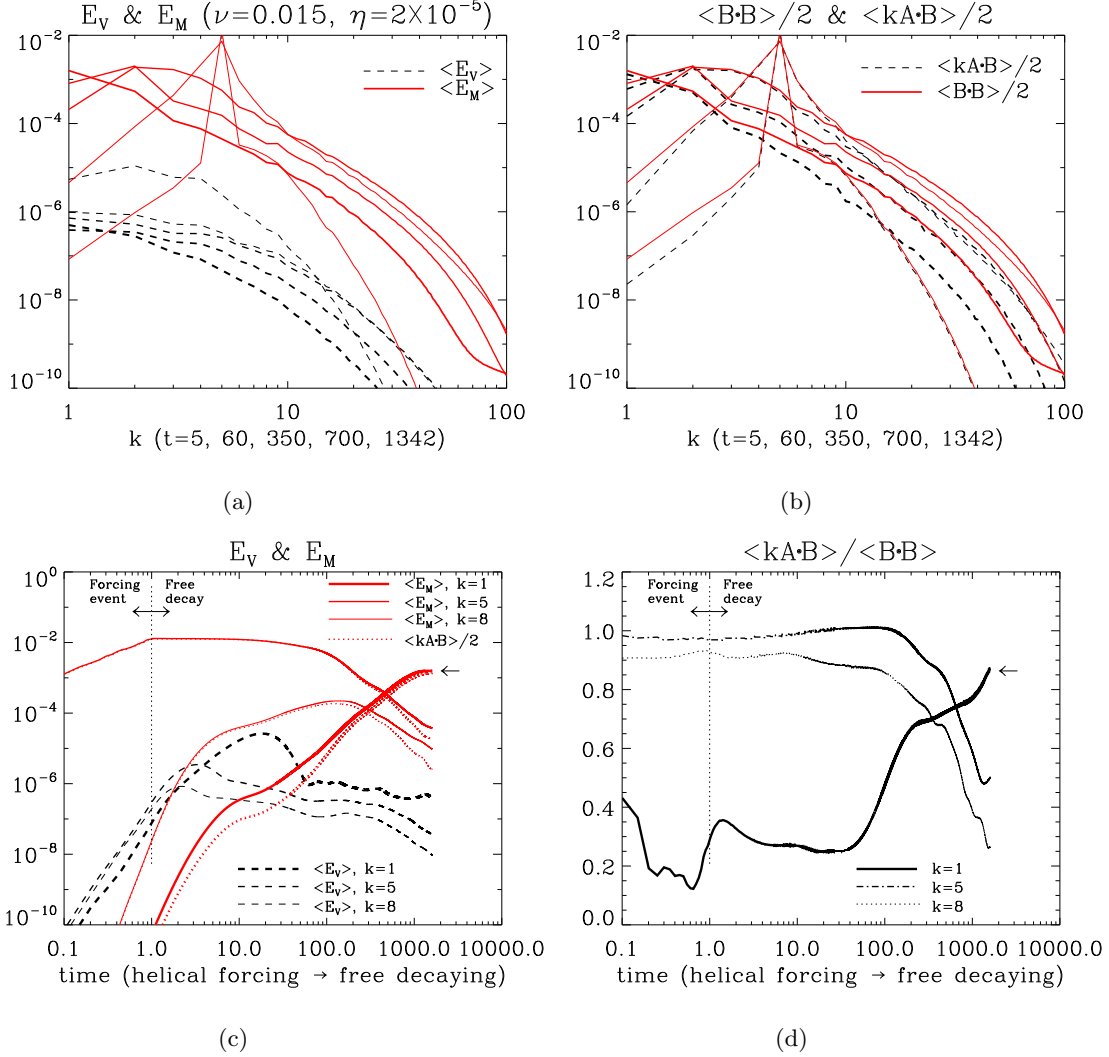 E_V & E_M (ν=0.015, η=2×10^-5)
<E_V>
<E_M>
10^-2
10^-4
10^-6
10^-8
10^-10
1 10 100
k (t=5, 60, 350, 700, 1342)
(a)
<B•B>/2 & <kA•B>/2
<kA•B>/2
<B•B>/2
10^-2
10^-4
10^-6
10^-8
10^-10
1 10 100
k (t=5, 60, 350, 700, 1342)
(b)
E_V & E_M
Forcing event
Free decay
<E_M>, k=1
<E_M>, k=5
<E_M>, k=8
<kA•B>/2
10^0
10^-2
10^-4
10^-6
10^-8
10^-10
<E_V>, k=1
<E_V>, k=5
<E_V>, k=8
0.1 1.0 10.0 100.0 1000.0 10000.0
time (helical forcing → free decaying)
(c)
<kA•B>/<B•B>
Forcing event
Free decay
1.2
1.0
0.8
0.6
0.4
0.2
0.0
k=1
k=5
k=8
0.1 1.0 10.0 100.0 1000.0 10000.0
time (helical forcing → free decaying)
(d)